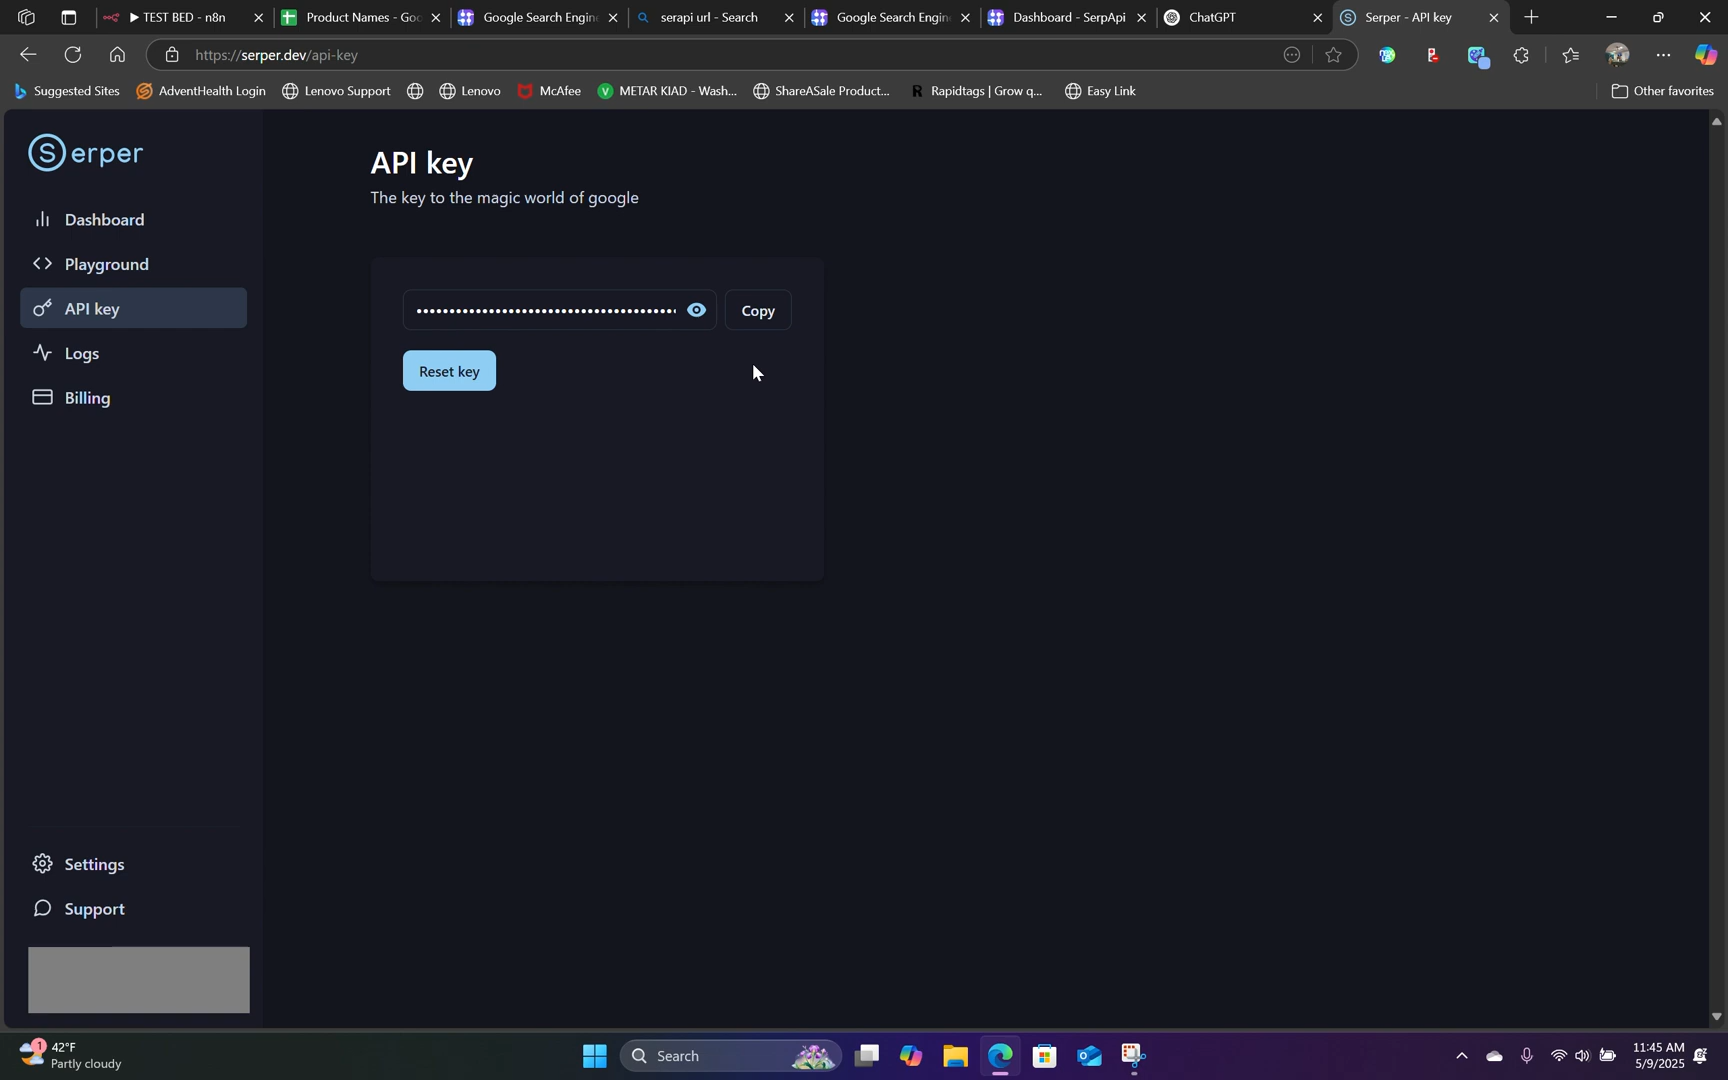 TEST BED - n8n
Product Names - Goo
Google Search Engin
serapi url - Search
Google Search Engin
Dashboard - SerpApi
ChatGPT
Serper - API key
https://serper.dev/api-key
Suggested Sites
AdventHealth Login
Lenovo Support
Lenovo
McAfee
METAR KIAD - Wash...
ShareASale Product...
Rapidtags | Grow q...
Easy Link
Other favorites
Serper
API key
The key to the magic world of google
Dashboard
Playground
API key
Logs
Billing
Copy
Reset key
Settings
Support
1
42°F
Partly cloudy
Search
11:45 AM
5/9/2025